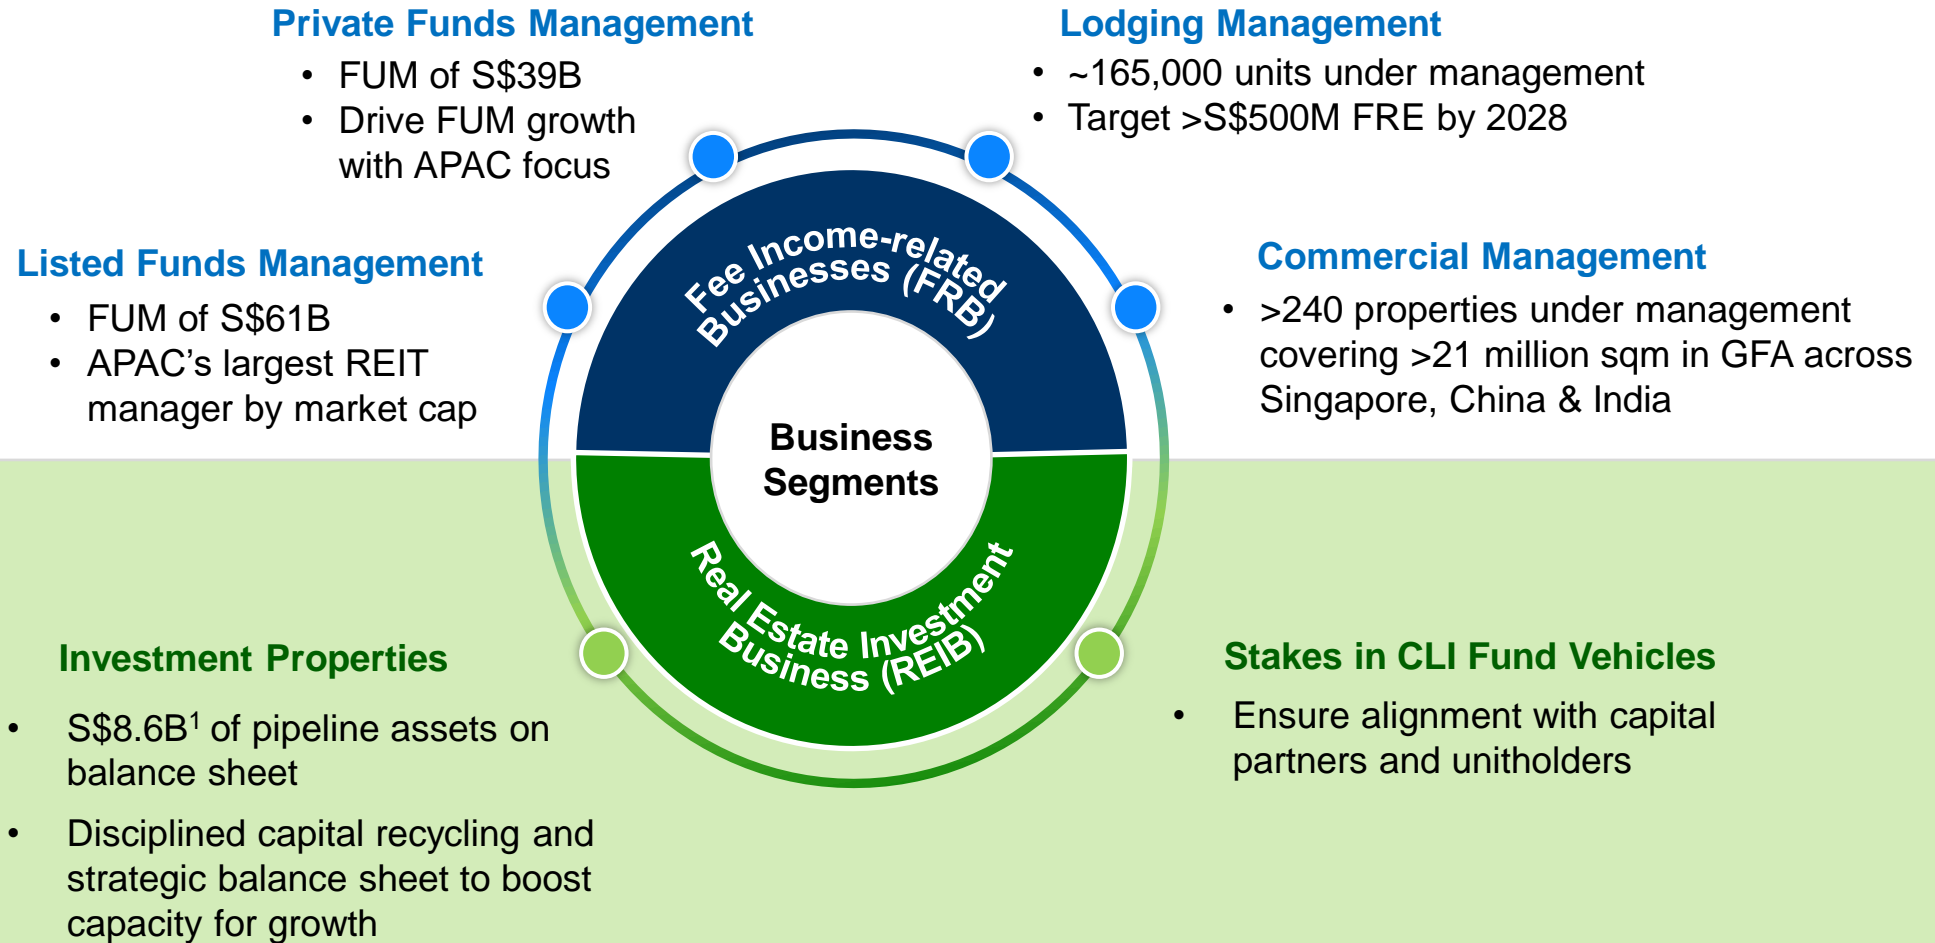 Private Funds Management
• FUM of S$39B
• Drive FUM growth
with APAC focus
Lodging Management
• ~165,000 units under management
• Target >S$500M FRE by 2028
Listed Funds Management
• FUM of S$61B
• APAC’s largest REIT
manager by market cap
Commercial Management
• >240 properties under management
covering >21 million sqm in GFA across
Singapore, China & India
Fee Income-related
Businesses (FRB)
Business
Segments
Real Estate Investment
Business (REIB)
Investment Properties
• S$8.6B¹ of pipeline assets on
balance sheet
• Disciplined capital recycling and
strategic balance sheet to boost
capacity for growth
Stakes in CLI Fund Vehicles
• Ensure alignment with capital
partners and unitholders